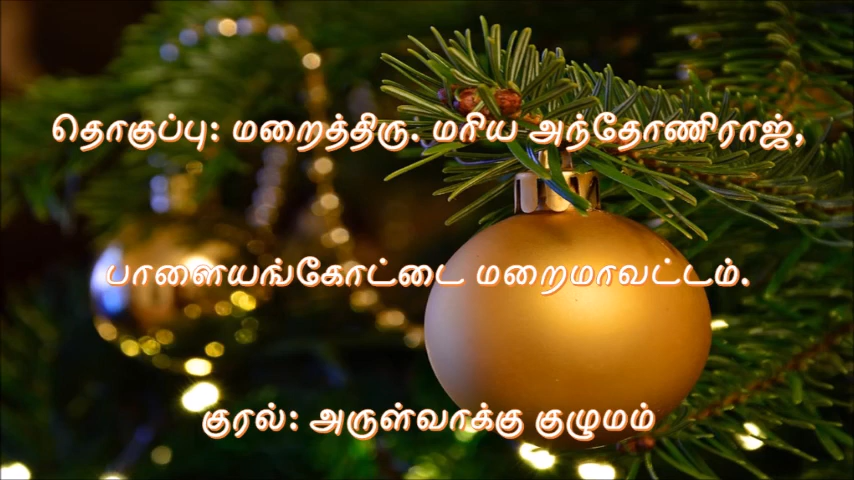 தொகுப்பு: மறைத்திரு. மரிய அந்தோணிராஜ்,
பாளையங்கோட்டை மறைமாவட்டம்.
குரல்: அருள்வாக்கு குழுமம்